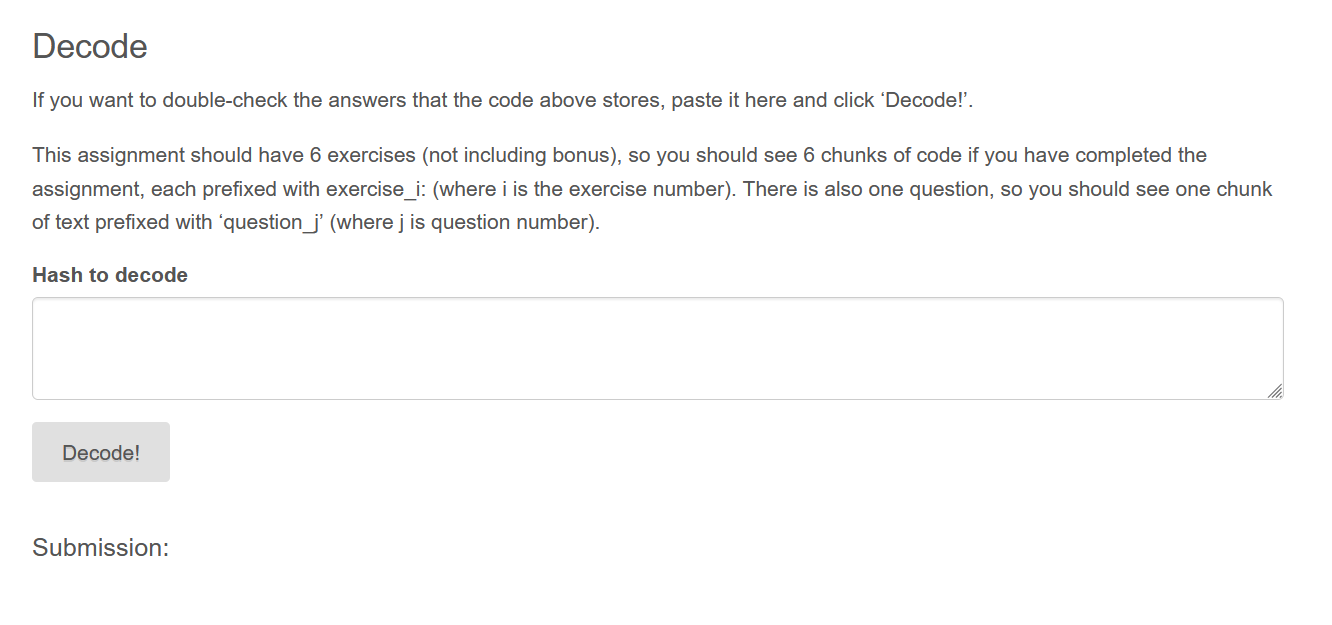 Decode
If you want to double-check the answers that the code above stores, paste it here and click ‘Decode!’.
This assignment should have 6 exercises (not including bonus), so you should see 6 chunks of code if you have completed the
assignment, each prefixed with exercise_i: (where i is the exercise number). There is also one question, so you should see one chunk
of text prefixed with ‘question_j’ (where j is question number).
Hash to decode
Decode!
Submission: